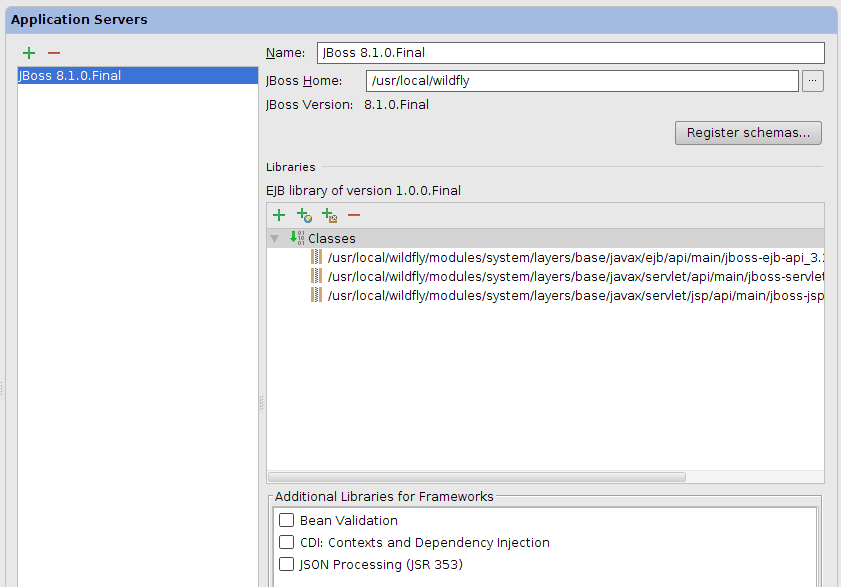 Application Servers
JBoss 8.1.0.Final
Name: JBoss 8.1.0.Final
JBoss Home: /usr/local/wildfly ...
JBoss Version: 8.1.0.Final
Register schemas...
Libraries
EJB library of version 1.0.0.Final
Classes
/usr/local/wildfly/modules/system/layers/base/javax/ejb/api/main/jboss-ejb-api_3.
/usr/local/wildfly/modules/system/layers/base/javax/servlet/api/main/jboss-servlet
/usr/local/wildfly/modules/system/layers/base/javax/servlet/jsp/api/main/jboss-jsp
Additional Libraries for Frameworks
Bean Validation
CDI: Contexts and Dependency Injection
JSON Processing (JSR 353)